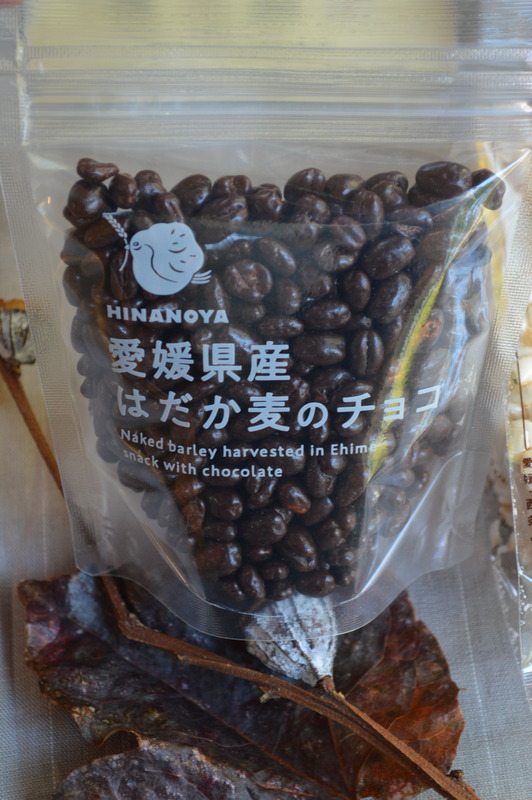 HINANOYA
愛媛県産
はだか麦のチョコ
Naked barley harvested in Ehime
snack with chocolate